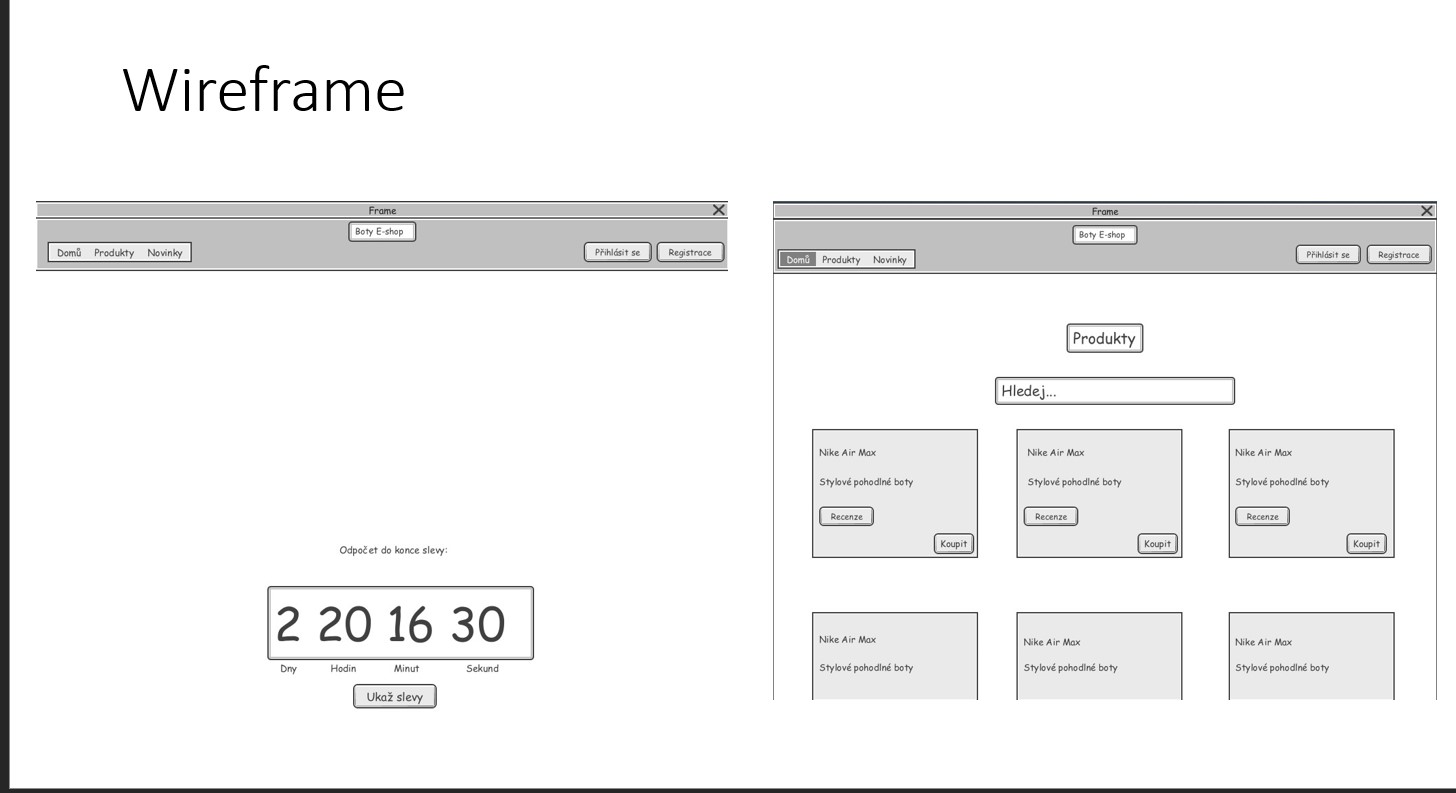 Wireframe
Frame
Boty E-shop
Domů Produkty Novinky
Přihlásit se Registrace
Odpočet do konce slevy:
2 20 16 30
Dny Hodin Minut Sekund
Ukaž slevy
Frame
Boty E-shop
Domů Produkty Novinky
Přihlásit se Registrace
Produkty
Hledej...
Nike Air Max
Stylové pohodlné boty
Recenze
Koupit
Nike Air Max
Stylové pohodlné boty
Recenze
Koupit
Nike Air Max
Stylové pohodlné boty
Recenze
Koupit
Nike Air Max
Stylové pohodlné boty
Nike Air Max
Stylové pohodlné boty
Nike Air Max
Stylové pohodlné boty